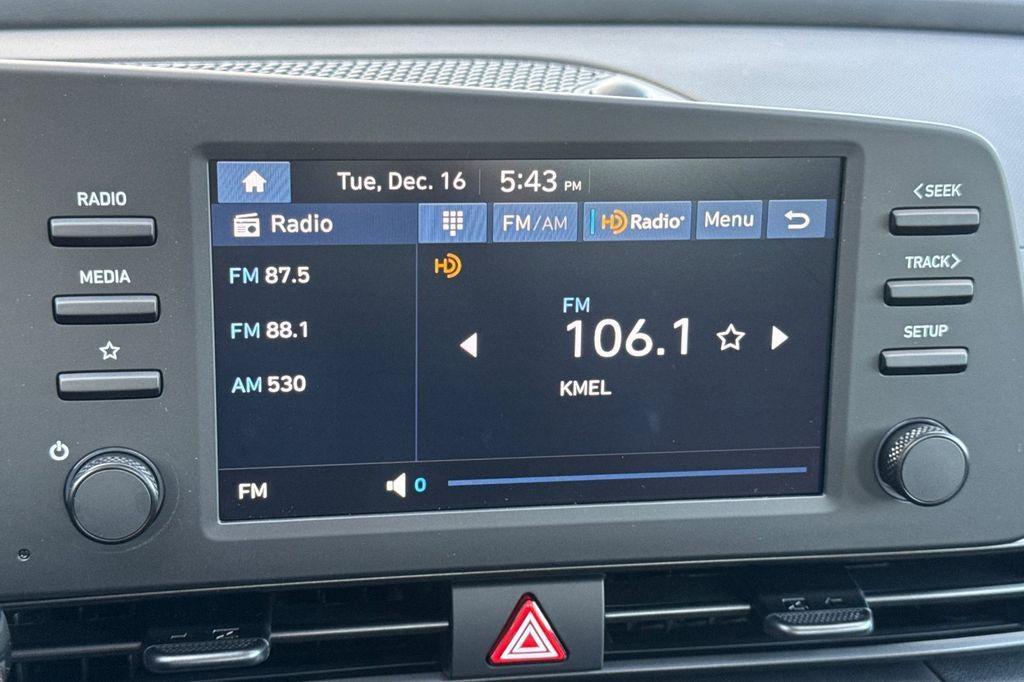 Tue, Dec. 16 5:43 PM
RADIO
MEDIA
Radio
FM/AM
HD Radio
Menu
FM 87.5
FM 88.1
AM 530
HD
FM
106.1
KMEL
FM
0
<SEEK
TRACK>
SETUP